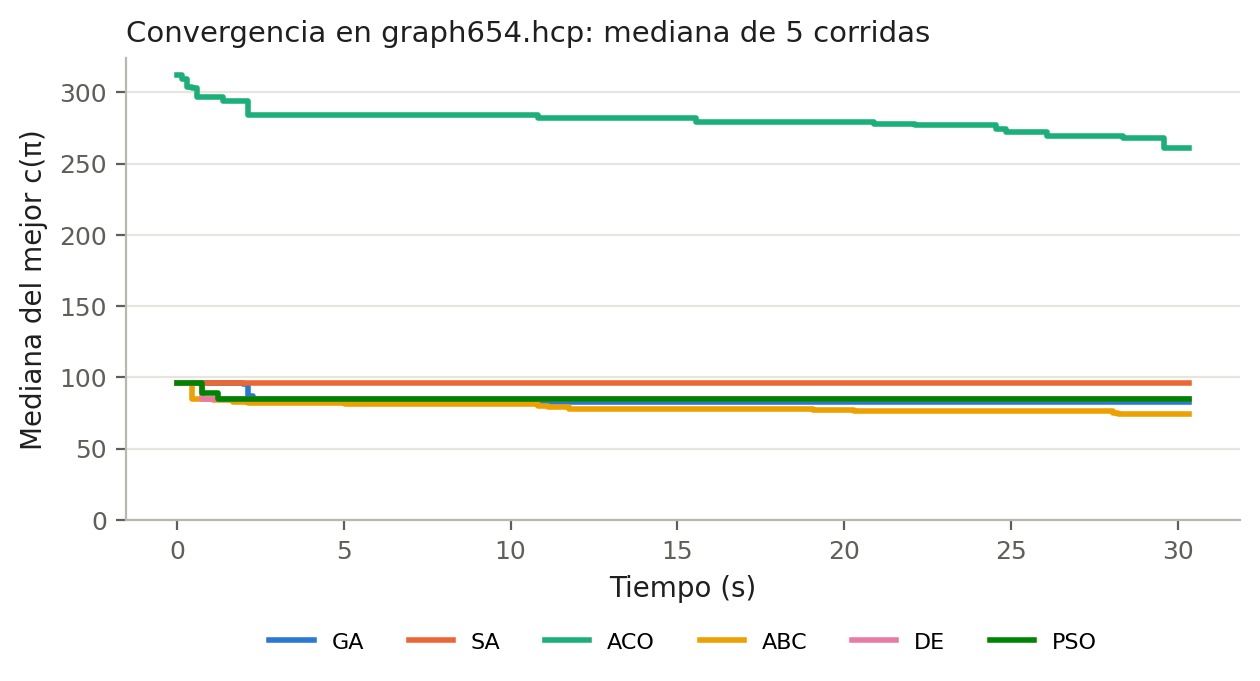 Convergencia en graph654.hcp: mediana de 5 corridas
Mediana del mejor c(π)
300
250
200
150
100
50
0
0 5 10 15 20 25 30
Tiempo (s)
GA SA ACO ABC DE PSO